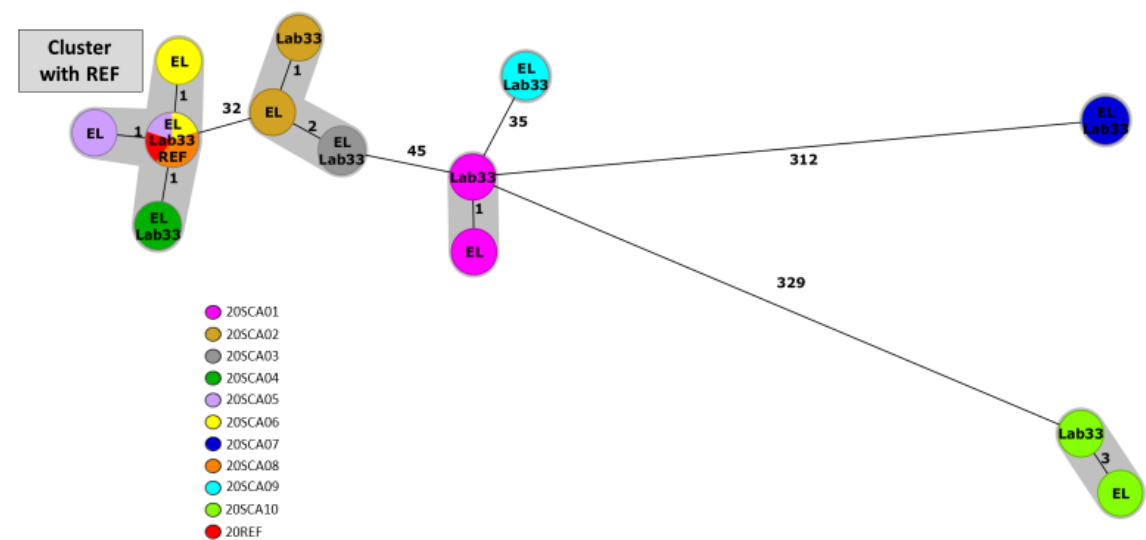 Cluster
with REF
EL
1
EL
1
EL
Lab33
REF
1
EL
Lab33
32
Lab33
1
EL
2
EL
Lab33
45
EL
Lab33
35
Lab33
1
EL
312
EL
Lab33
329
Lab33
3
EL
20SCA01
20SCA02
20SCA03
20SCA04
20SCA05
20SCA06
20SCA07
20SCA08
20SCA09
20SCA10
20REF